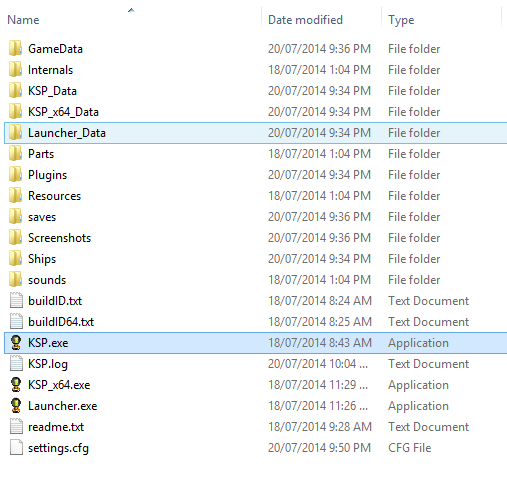 Name Date modified Type
GameData 20/07/2014 9:36 PM File folder
Internals 18/07/2014 1:04 PM File folder
KSP_Data 20/07/2014 9:34 PM File folder
KSP_x64_Data 20/07/2014 9:34 PM File folder
Launcher_Data 20/07/2014 9:34 PM File folder
Parts 18/07/2014 1:04 PM File folder
Plugins 20/07/2014 9:34 PM File folder
Resources 18/07/2014 1:04 PM File folder
saves 20/07/2014 9:36 PM File folder
Screenshots 20/07/2014 9:36 PM File folder
Ships 20/07/2014 9:34 PM File folder
sounds 18/07/2014 1:04 PM File folder
buildID.txt 18/07/2014 8:24 AM Text Document
buildID64.txt 18/07/2014 8:25 AM Text Document
KSP.exe 18/07/2014 8:43 AM Application
KSP.log 20/07/2014 10:04 ... Text Document
KSP_x64.exe 18/07/2014 11:29 ... Application
Launcher.exe 18/07/2014 11:26 ... Application
readme.txt 18/07/2014 9:28 AM Text Document
settings.cfg 20/07/2014 9:50 PM CFG File